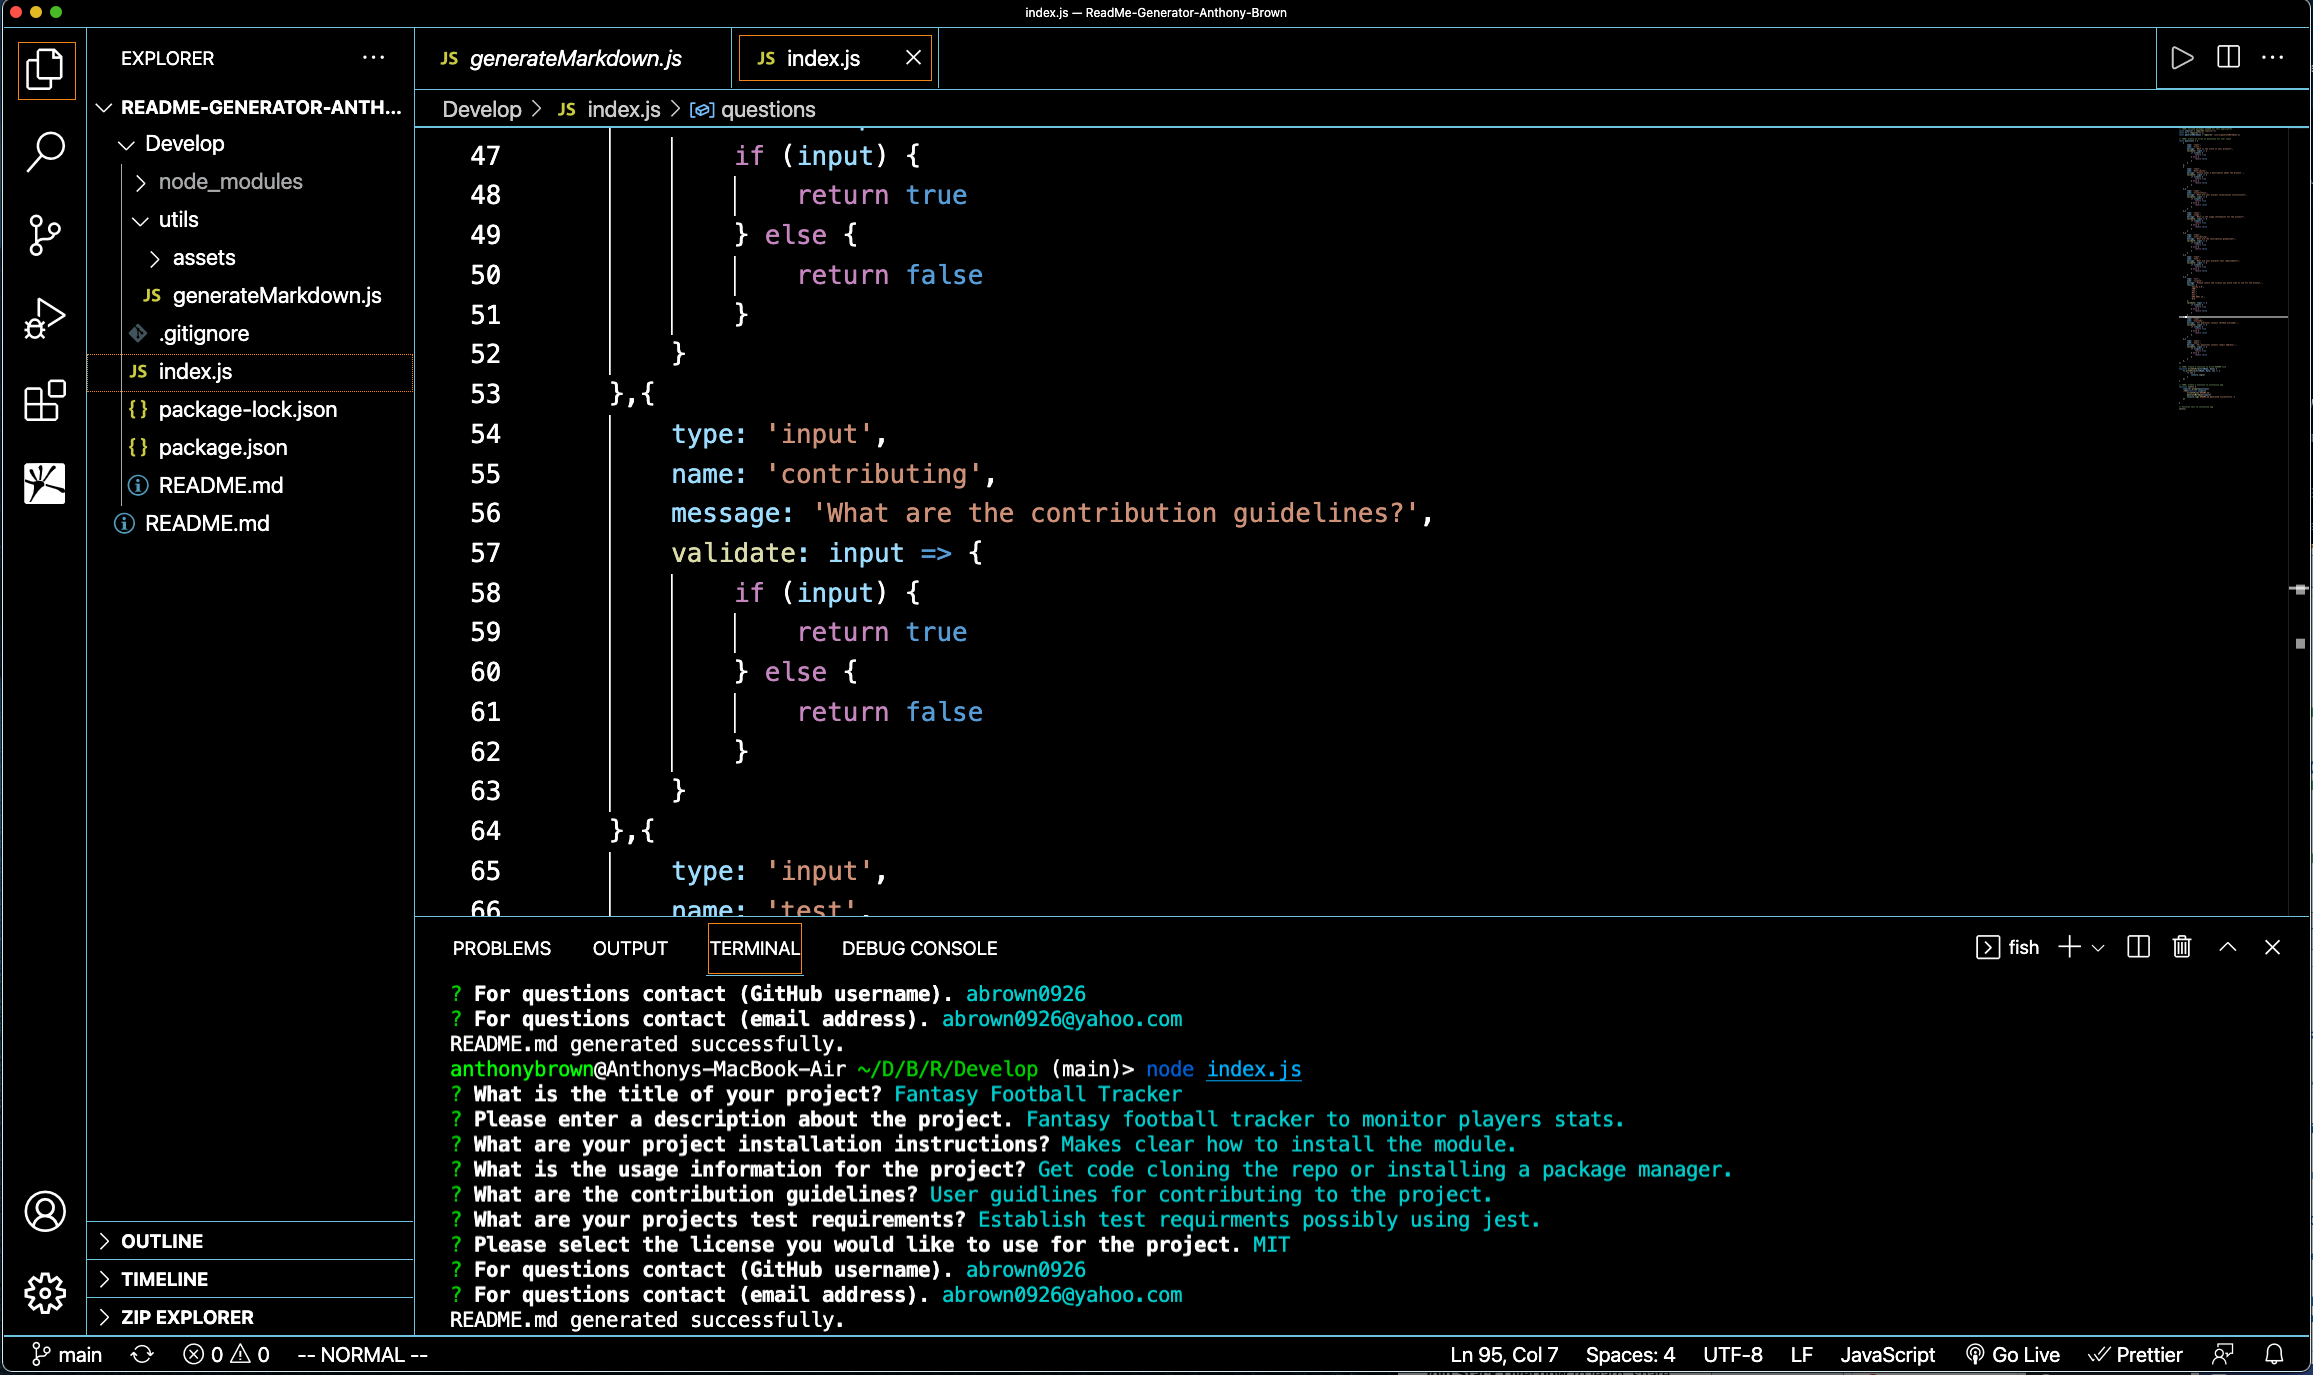 index.js — ReadMe-Generator-Anthony-Brown
EXPLORER
README-GENERATOR-ANTH...
Develop
node_modules
utils
assets
JS generateMarkdown.js
.gitignore
JS index.js
{} package-lock.json
{} package.json
README.md
README.md
OUTLINE
TIMELINE
ZIP EXPLORER
JS generateMarkdown.js
JS index.js
Develop > JS index.js > questions
47 if (input) {
48 return true
49 } else {
50 return false
51 }
52 }
53 },{
54 type: 'input',
55 name: 'contributing',
56 message: 'What are the contribution guidelines?',
57 validate: input => {
58 if (input) {
59 return true
60 } else {
61 return false
62 }
63 }
64 },{
65 type: 'input',
66 name: 'test',
PROBLEMS OUTPUT TERMINAL DEBUG CONSOLE
fish
? For questions contact (GitHub username). abrown0926
? For questions contact (email address). abrown0926@yahoo.com
README.md generated successfully.
anthonybrown@Anthonys-MacBook-Air ~/D/B/R/Develop (main)> node index.js
? What is the title of your project? Fantasy Football Tracker
? Please enter a description about the project. Fantasy football tracker to monitor players stats.
? What are your project installation instructions? Makes clear how to install the module.
? What is the usage information for the project? Get code cloning the repo or installing a package manager.
? What are the contribution guidelines? User guidlines for contributing to the project.
? What are your projects test requirements? Establish test requirments possibly using jest.
? Please select the license you would like to use for the project. MIT
? For questions contact (GitHub username). abrown0926
? For questions contact (email address). abrown0926@yahoo.com
README.md generated successfully.
main 0 0 -- NORMAL --
Ln 95, Col 7 Spaces: 4 UTF-8 LF JavaScript Go Live Prettier